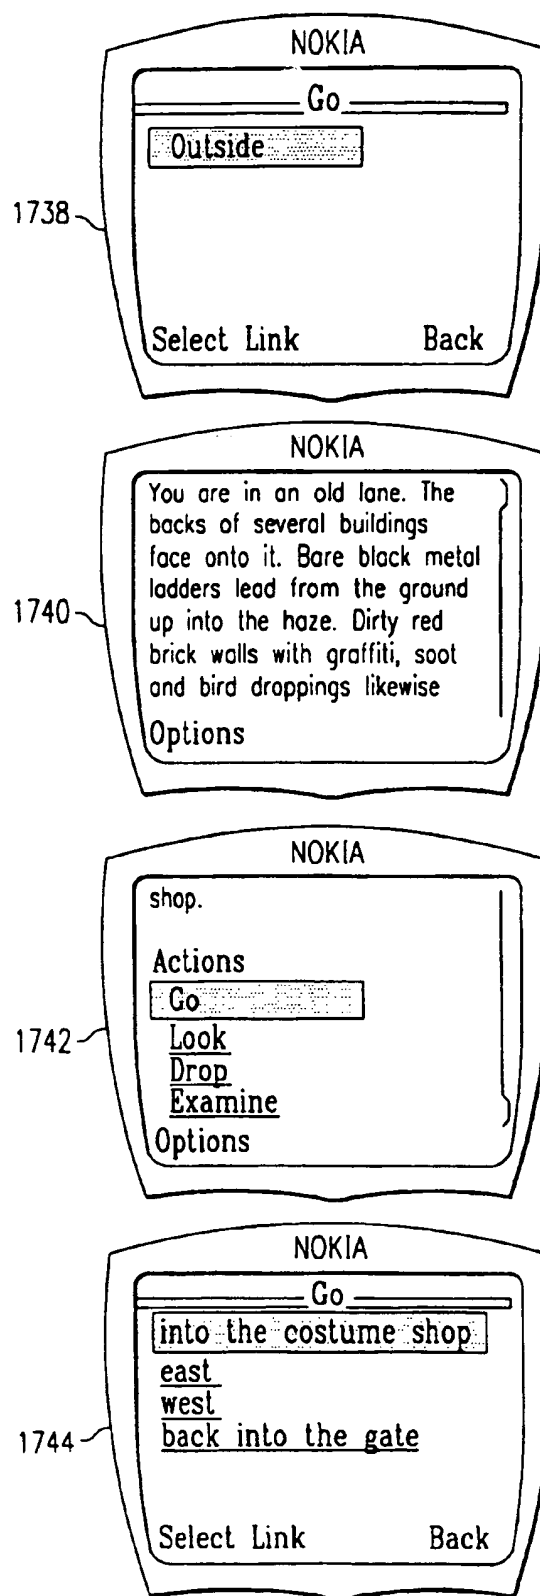 NOKIA
Go
Outside
1738
Select Link Back
NOKIA
You are in an old lane. The
backs of several buildings
face onto it. Bare black metal
ladders lead from the ground
1740
up into the haze. Dirty red
brick walls with graffiti, soot
and bird droppings likewise
Options
NOKIA
shop.
Actions
Go
1742
Look
Drop
Examine
Options
NOKIA
Go
into the costume shop
east
west
1744
back into the gate
Select Link Back